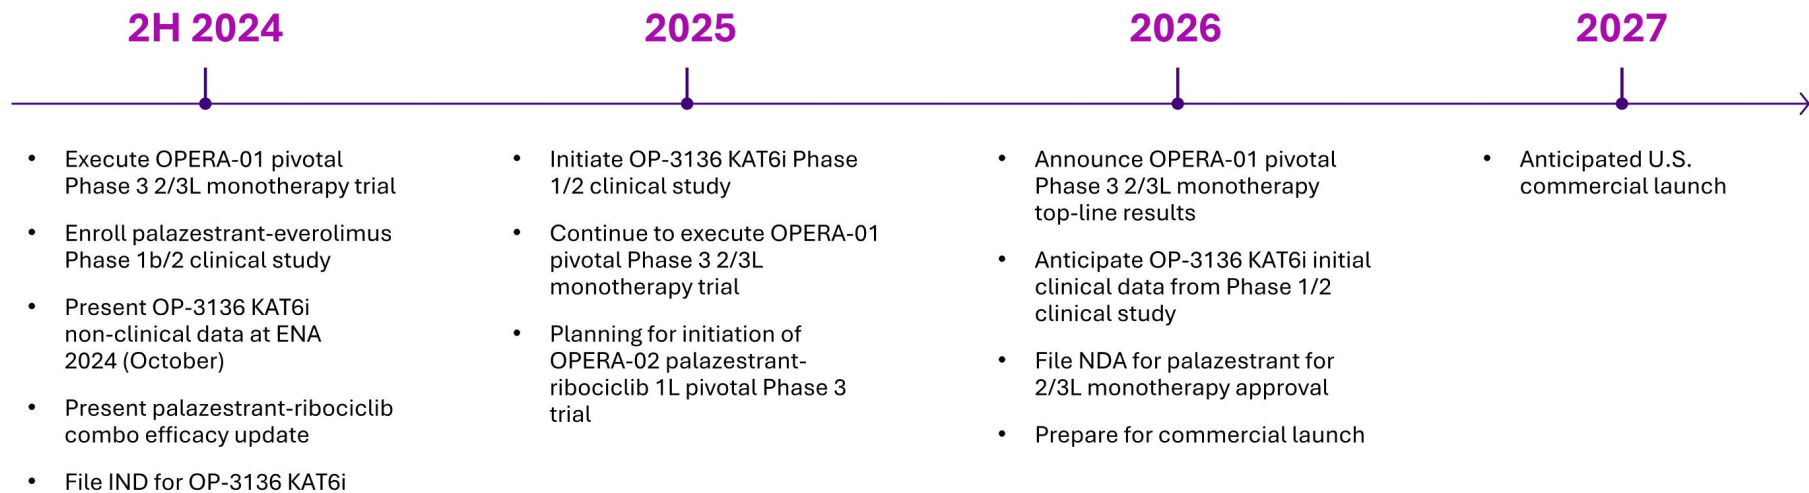 2H 2024
• Execute OPERA-01 pivotal
Phase 3 2/3L monotherapy trial
• Enroll palazestrant-everolimus
Phase 1b/2 clinical study
• Present OP-3136 KAT6i
non-clinical data at ENA
2024 (October)
• Present palazestrant-ribociclib
combo efficacy update
• File IND for OP-3136 KAT6i
2025
• Initiate OP-3136 KAT6i Phase
1/2 clinical study
• Continue to execute OPERA-01
pivotal Phase 3 2/3L
monotherapy trial
• Planning for initiation of
OPERA-02 palazestrant-
ribociclib 1L pivotal Phase 3
trial
2026
• Announce OPERA-01 pivotal
Phase 3 2/3L monotherapy
top-line results
• Anticipate OP-3136 KAT6i initial
clinical data from Phase 1/2
clinical study
• File NDA for palazestrant for
2/3L monotherapy approval
• Prepare for commercial launch
2027
• Anticipated U.S.
commercial launch